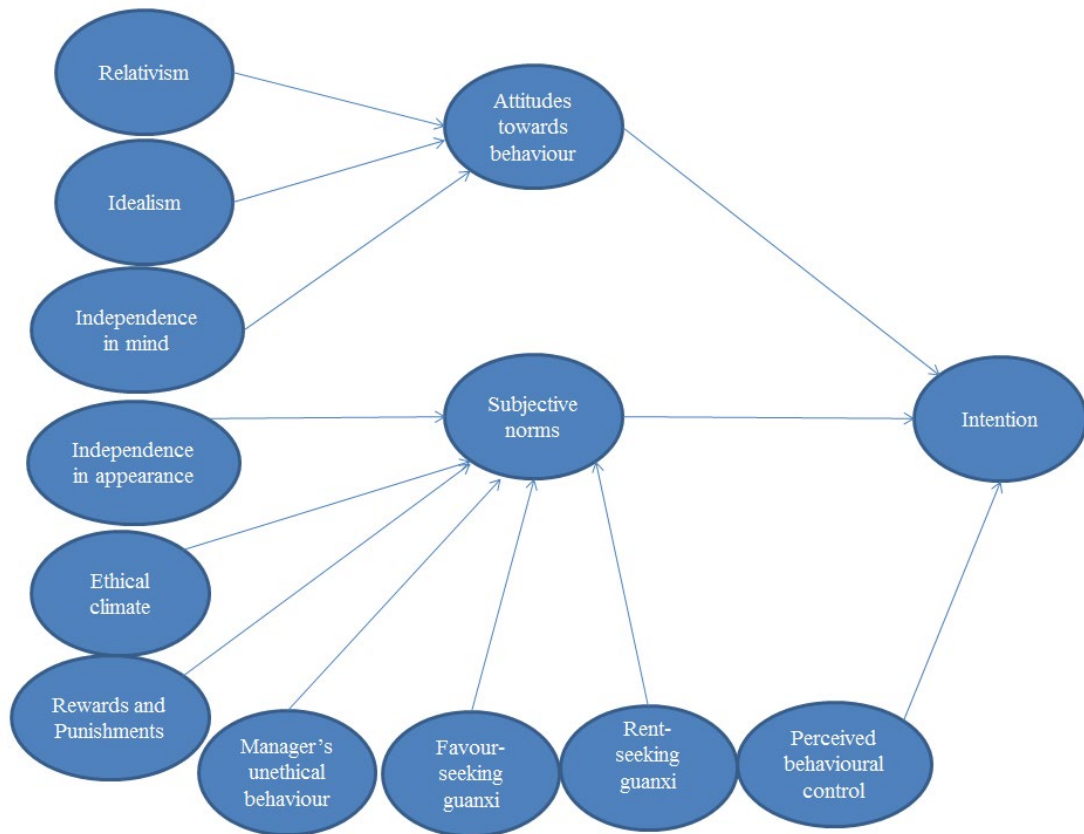 Relativism
Attitudes
towards
behaviour
Idealism
Independence
in mind
Subjective
norms
Intention
Independence
in appearance
Ethical
climate
Rewards and
Punishments
Manager’s
unethical
behaviour
Favour-
seeking
guanxi
Rent-
seeking
guanxi
Perceived
behavioural
control